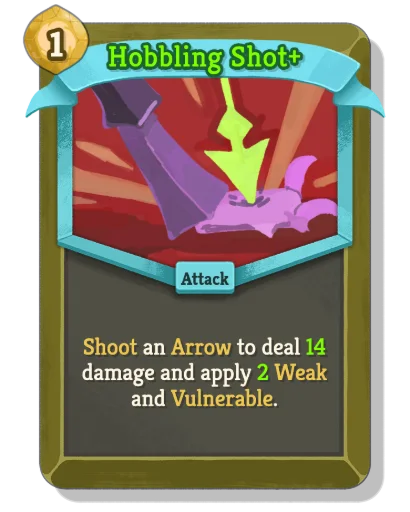 1
Hobbling Shot+
Attack
Shoot an Arrow to deal 14
damage and apply 2 Weak
and Vulnerable.